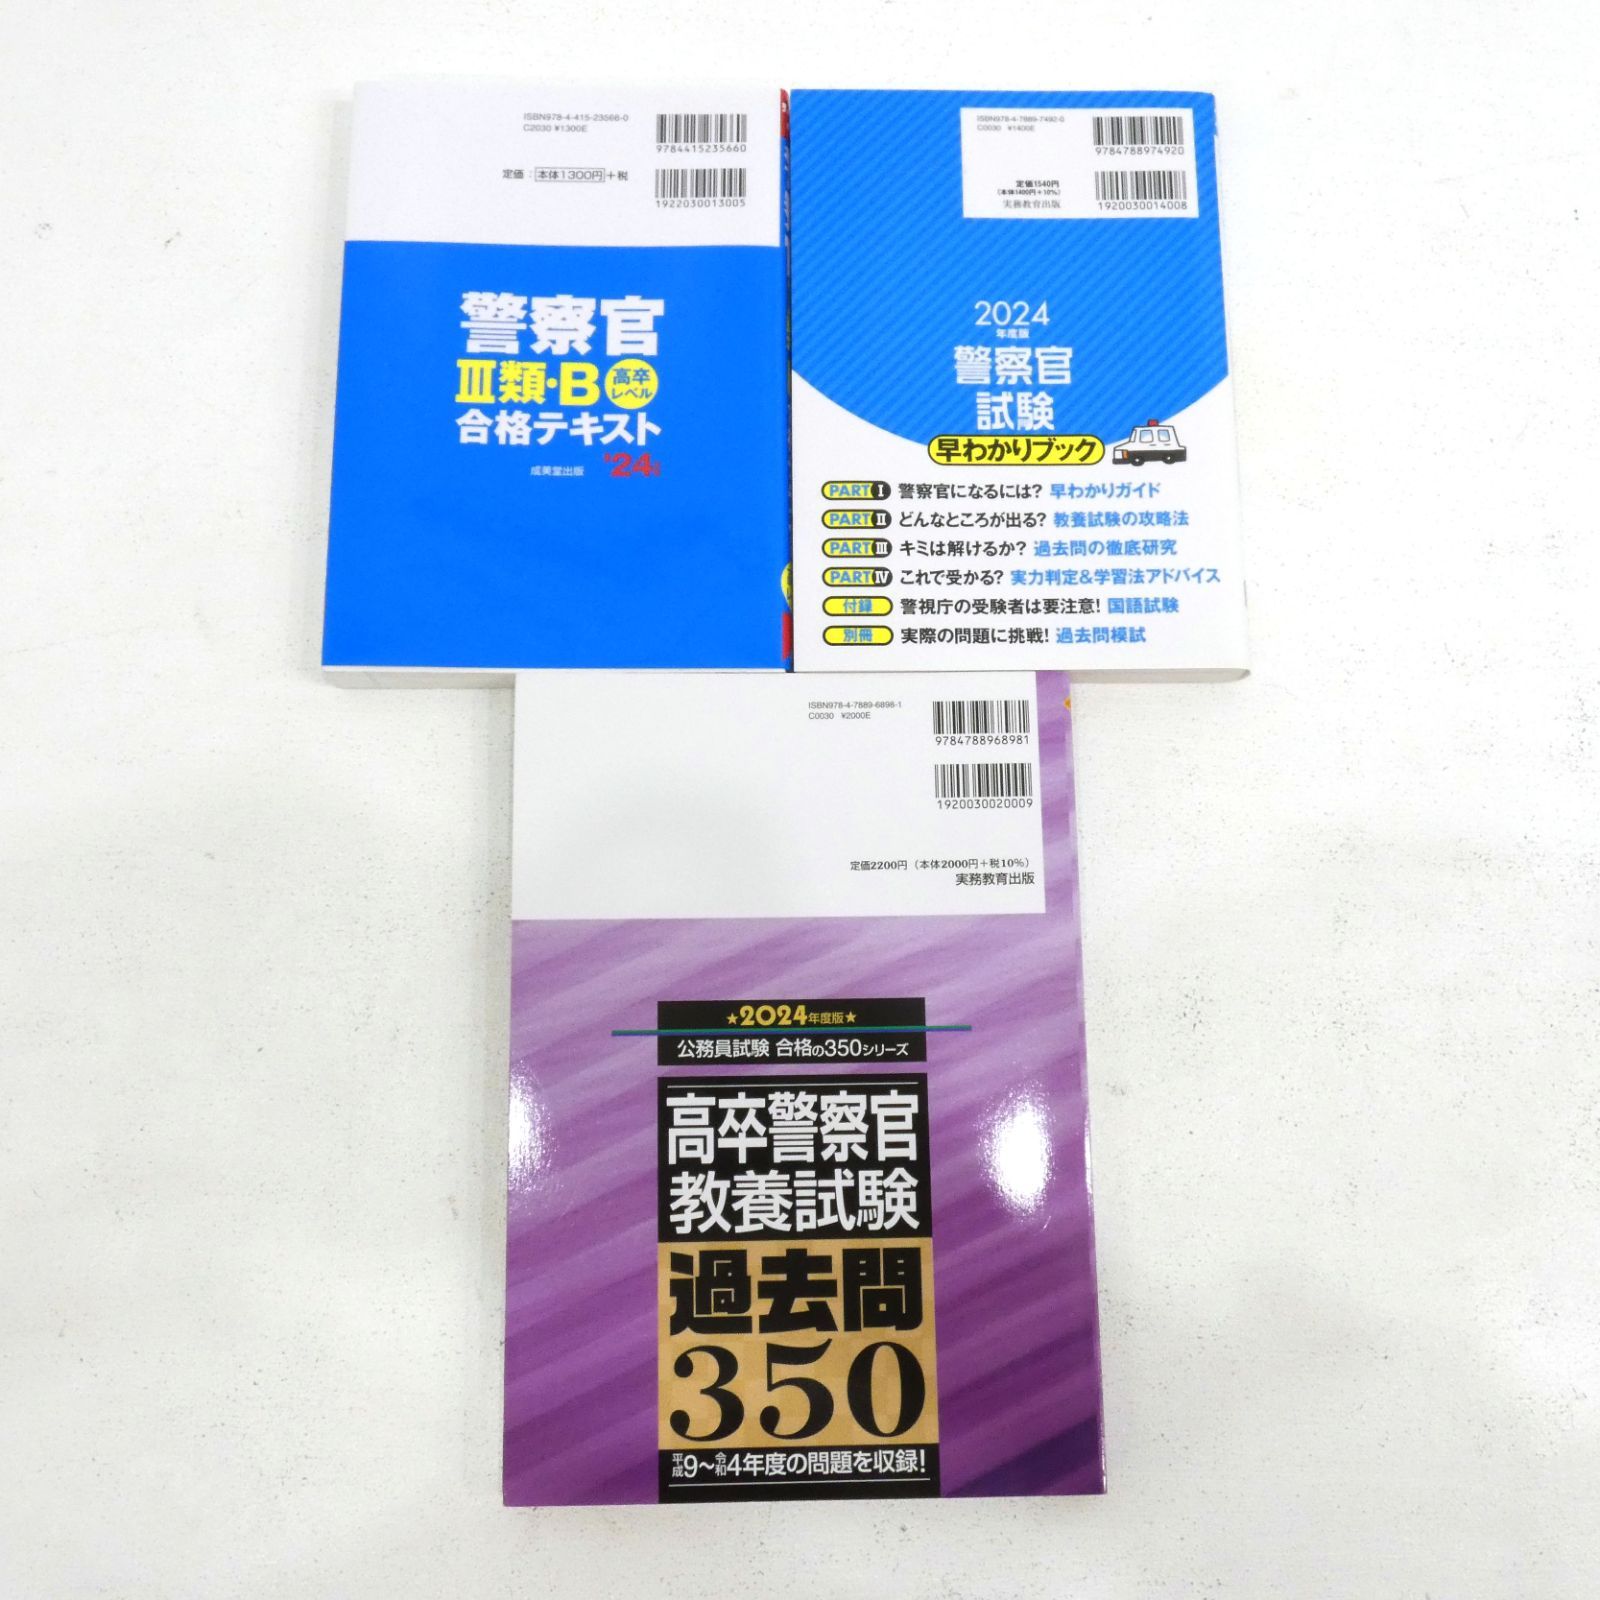 ISBN978-4-415-23566-0
C2030 ¥1300E
9784415235660
定価：本体1300円＋税
1922030013005
警察官
Ⅲ類・B 高卒レベル
合格テキスト
成美堂出版 '24
ISBN978-4-7889-7492-0
C0030 ¥1400E
9784788974920
定価1540円
（本体1400円＋10％）
実務教育出版
1920030014008
2024
年度版
警察官
試験
早わかりブック
PART Ⅰ 警察官になるには? 早わかりガイド
PART Ⅱ どんなところが出る? 教養試験の攻略法
PART Ⅲ キミは解けるか? 過去問の徹底研究
PART Ⅳ これで受かる? 実力判定&学習法アドバイス
付録 警視庁の受験者は要注意! 国語試験
別冊 実際の問題に挑戦! 過去問模試
ISBN978-4-7889-6898-1
C0030 ¥2000E
9784788968981
1920030020009
定価2200円（本体2000円＋税10％）
実務教育出版
★2024年度版★
公務員試験 合格の350シリーズ
高卒警察官
教養試験
過去問
350
平成9～令和4年度の問題を収録!